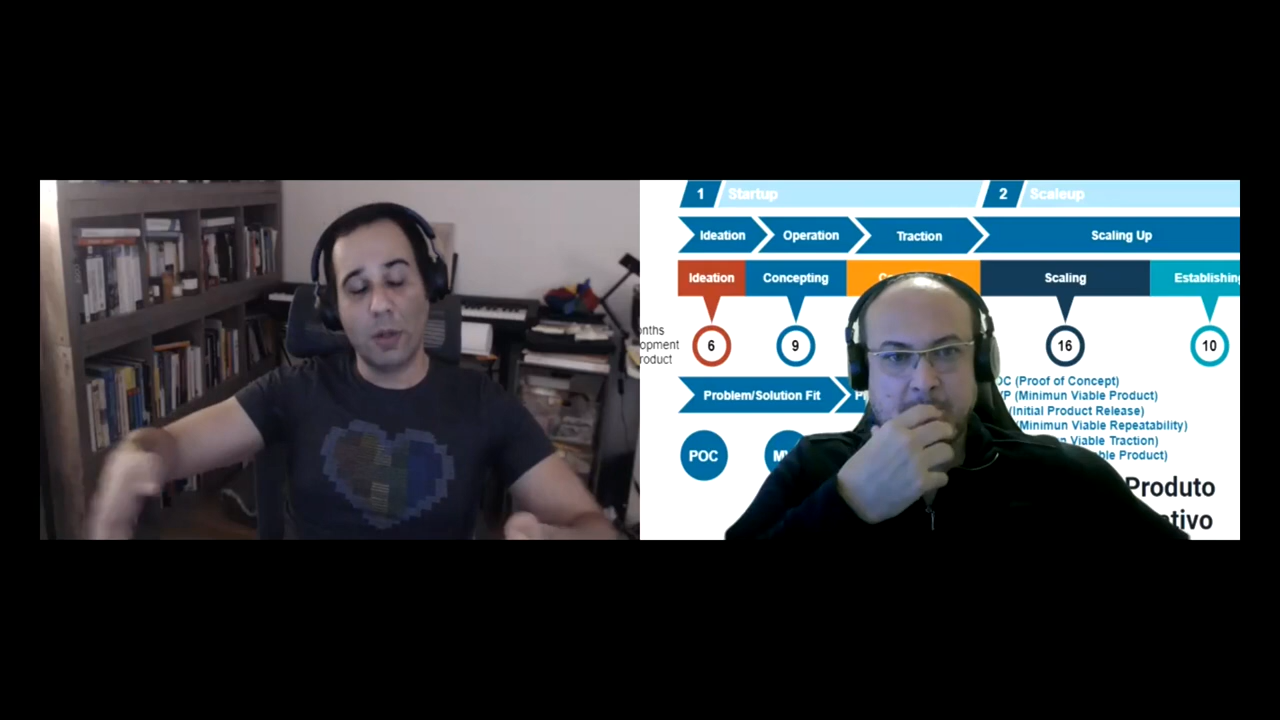 1 Startup 2 Scaleup
Ideation Operation Traction Scaling Up
Ideation Concepting Scaling Establishing
onths
opment
roduct
6 9 16 10
Problem/Solution Fit
OC (Proof of Concept)
P (Minimun Viable Product)
/Initial Product Release)
(Minimun Viable Repeatability)
n Viable Traction)
ble Product)
POC
Produto
ativo